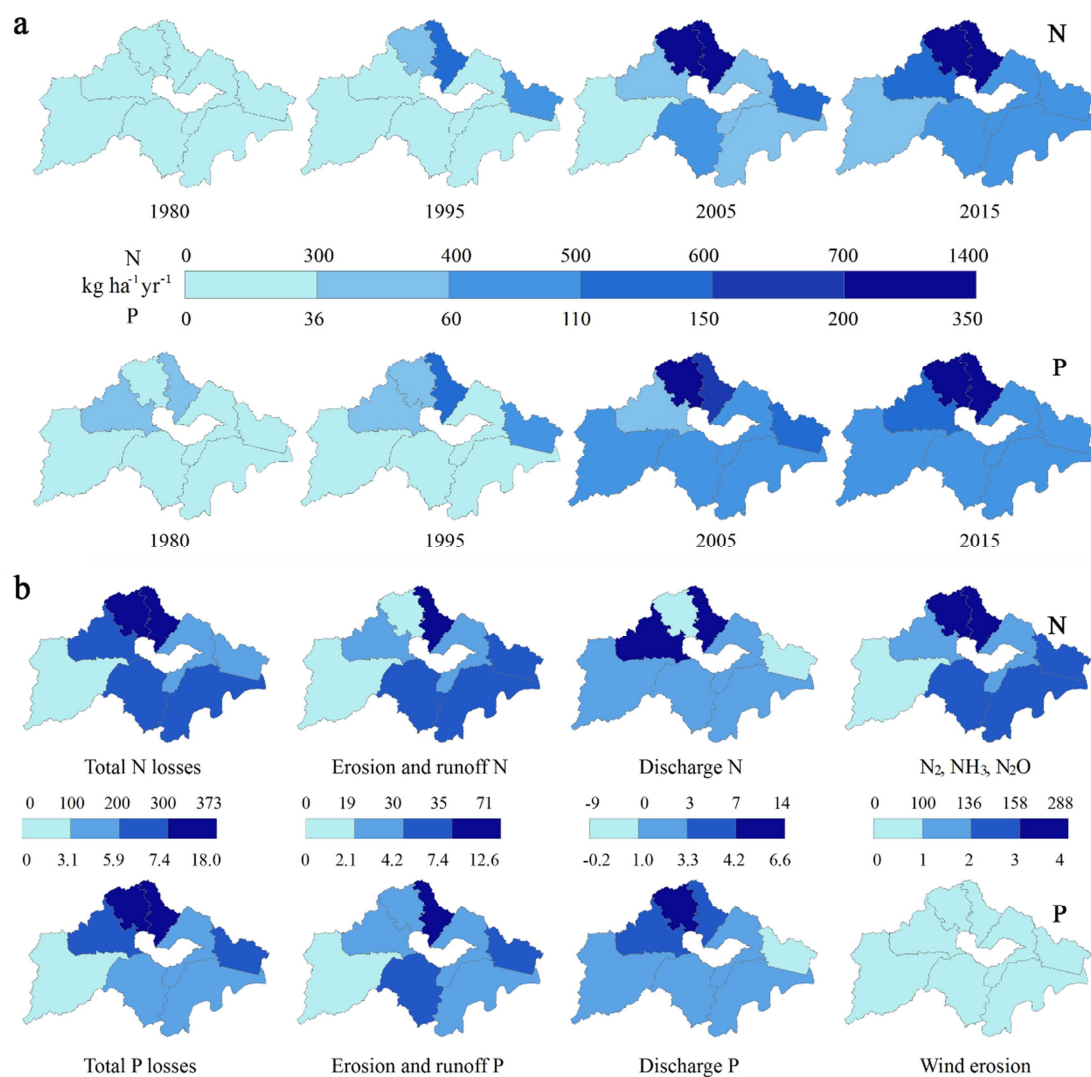 a
N
1980 1995 2005 2015
N 0 300 400 500 600 700 1400
kg ha⁻¹ yr⁻¹
P 0 36 60 110 150 200 350
P
1980 1995 2005 2015
b
N
Total N losses Erosion and runoff N Discharge N N₂, NH₃, N₂O
0 100 200 300 373 0 19 30 35 71 -9 0 3 7 14 0 100 136 158 288
0 3.1 5.9 7.4 18.0 0 2.1 4.2 7.4 12.6 -0.2 1.0 3.3 4.2 6.6 0 1 2 3 4
P
Total P losses Erosion and runoff P Discharge P Wind erosion